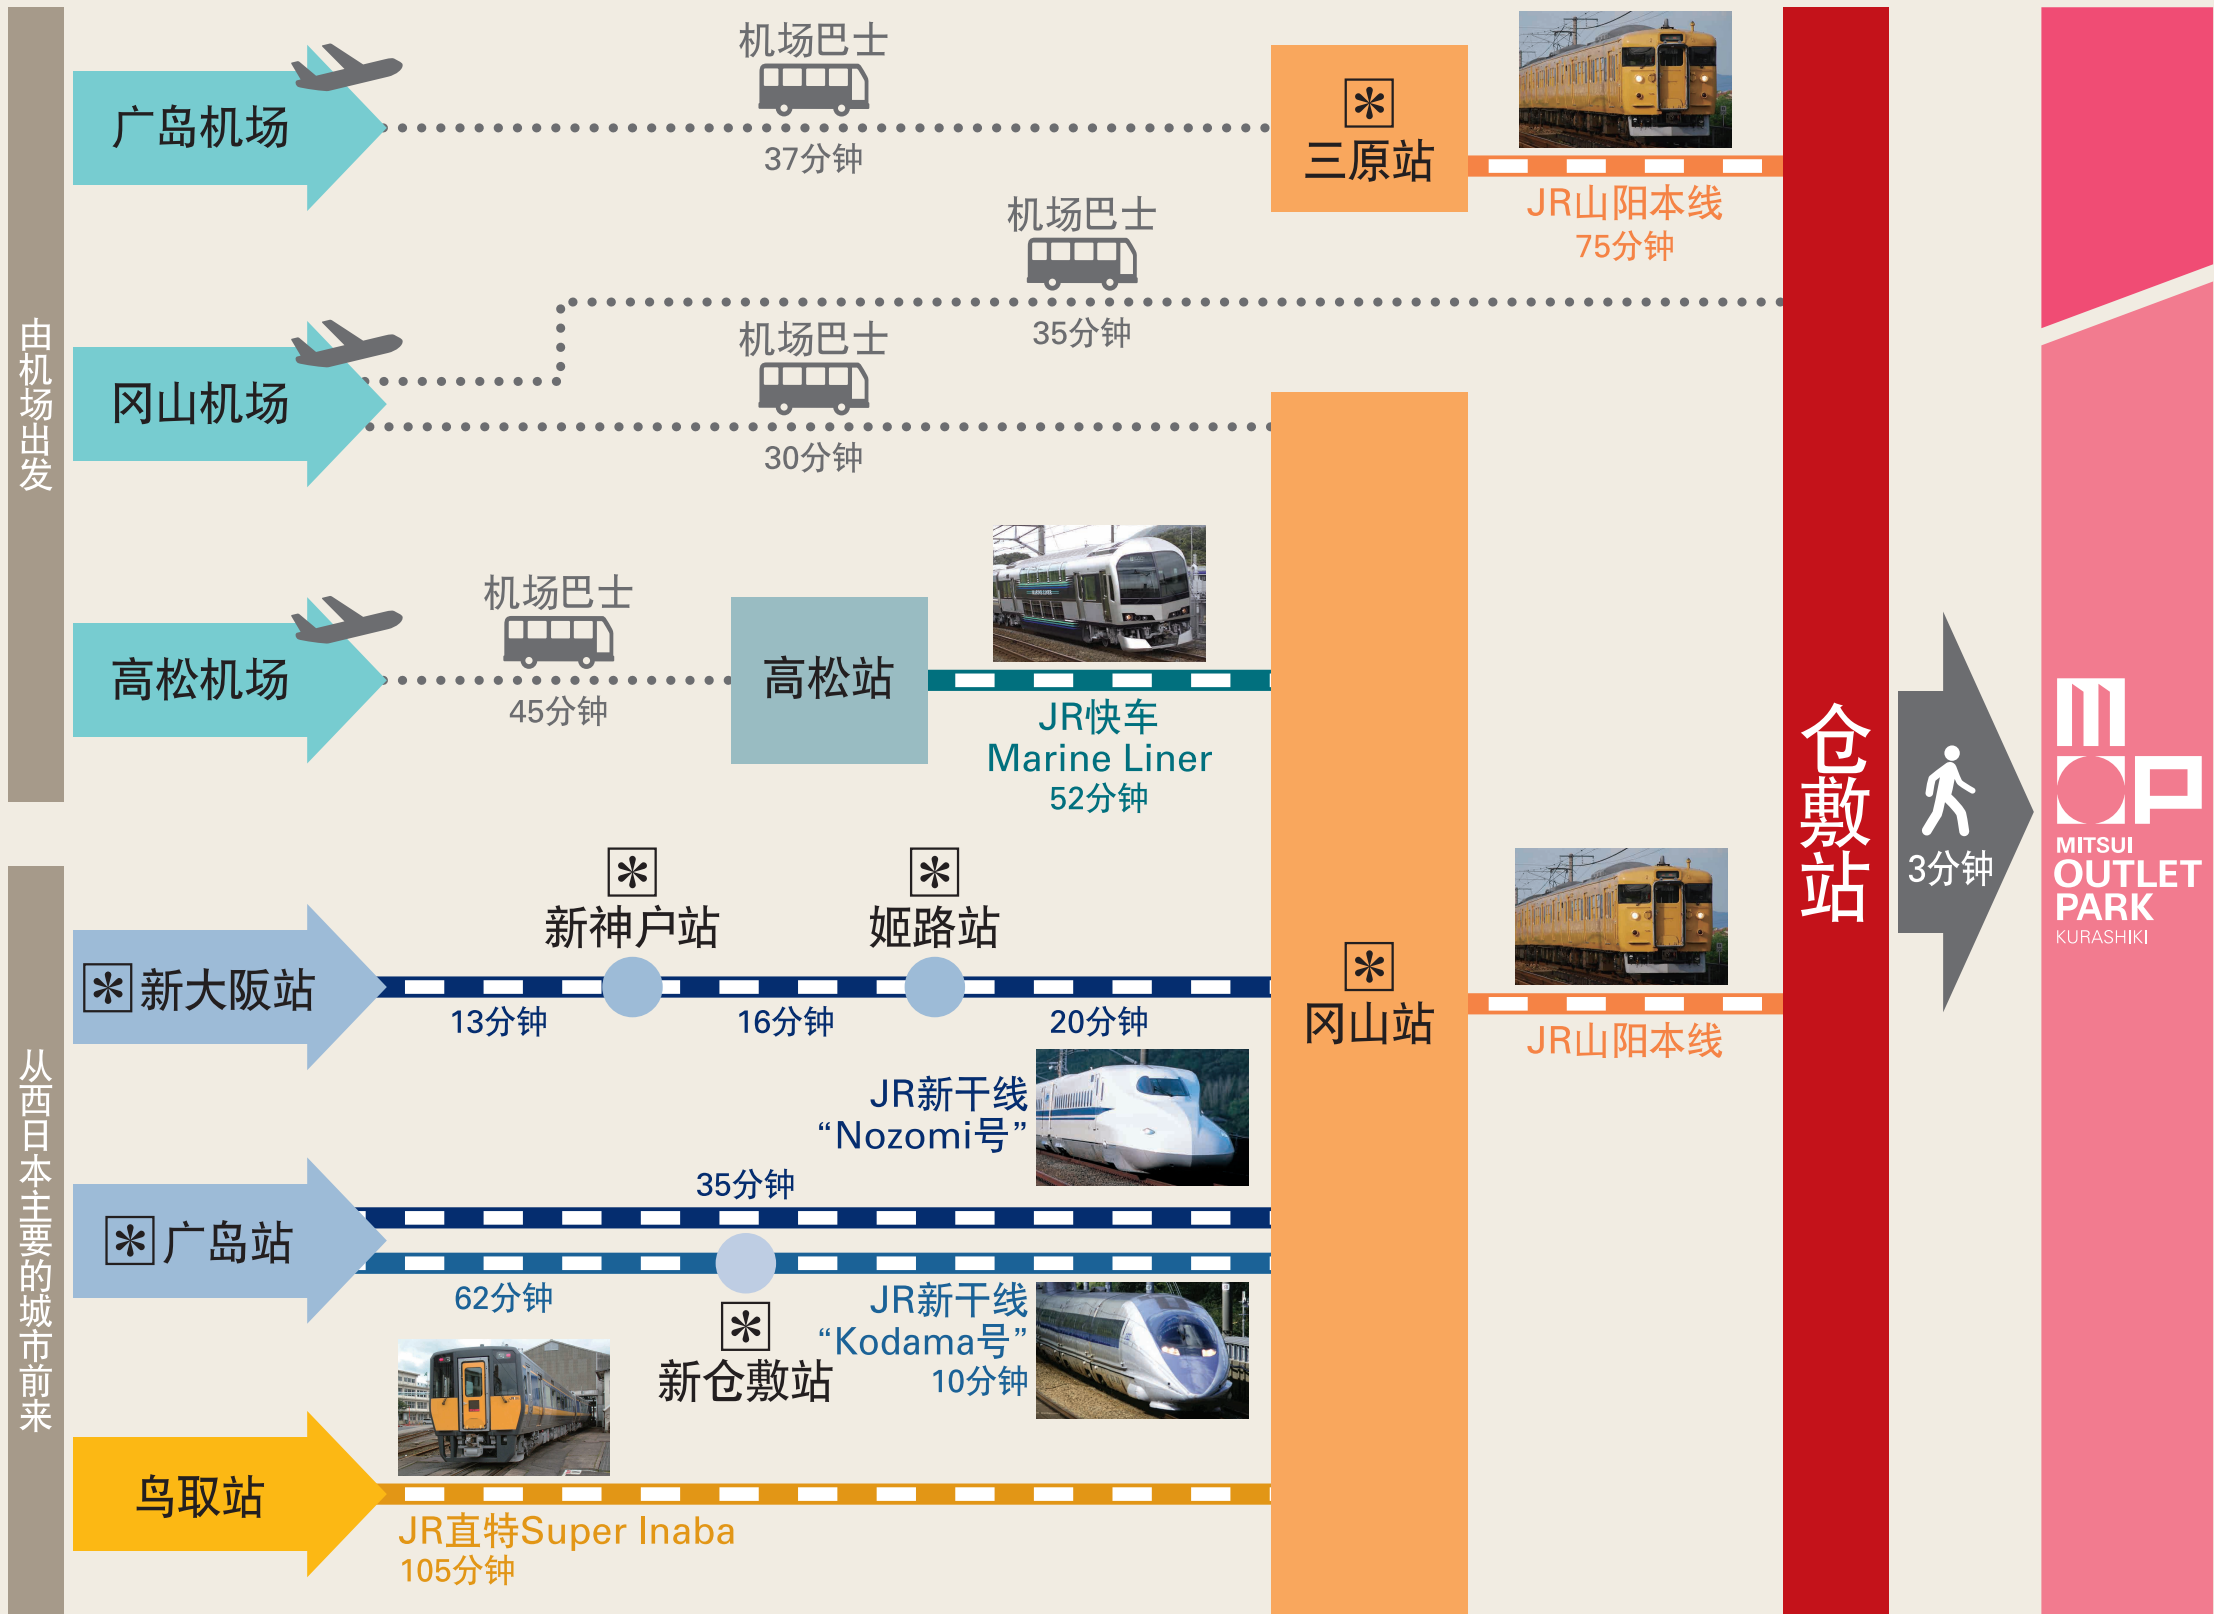 由机场出发
广岛机场
机场巴士
37分钟
三原站
JR山阳本线
75分钟
冈山机场
机场巴士
35分钟
机场巴士
30分钟
高松机场
机场巴士
45分钟
高松站
JR快车
Marine Liner
52分钟
从西日本主要的城市前来
新大阪站
13分钟
新神户站
16分钟
姬路站
20分钟
JR新干线
“Nozomi号”
广岛站
35分钟
62分钟
新仓敷站
JR新干线
“Kodama号”
10分钟
鸟取站
JR直特Super Inaba
105分钟
冈山站
JR山阳本线
仓敷站
3分钟
MOP
MITSUI
OUTLET
PARK
KURASHIKI